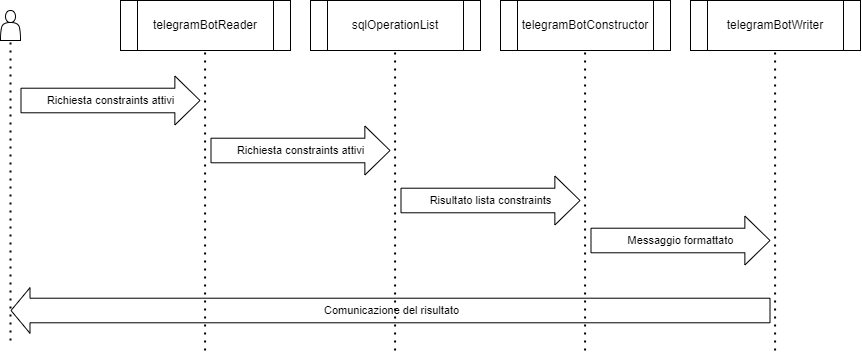 telegramBotReader
sqlOperationList
telegramBotConstructor
telegramBotWriter
Richiesta constraints attivi
Richiesta constraints attivi
Risultato lista constraints
Messaggio formattato
Comunicazione del risultato